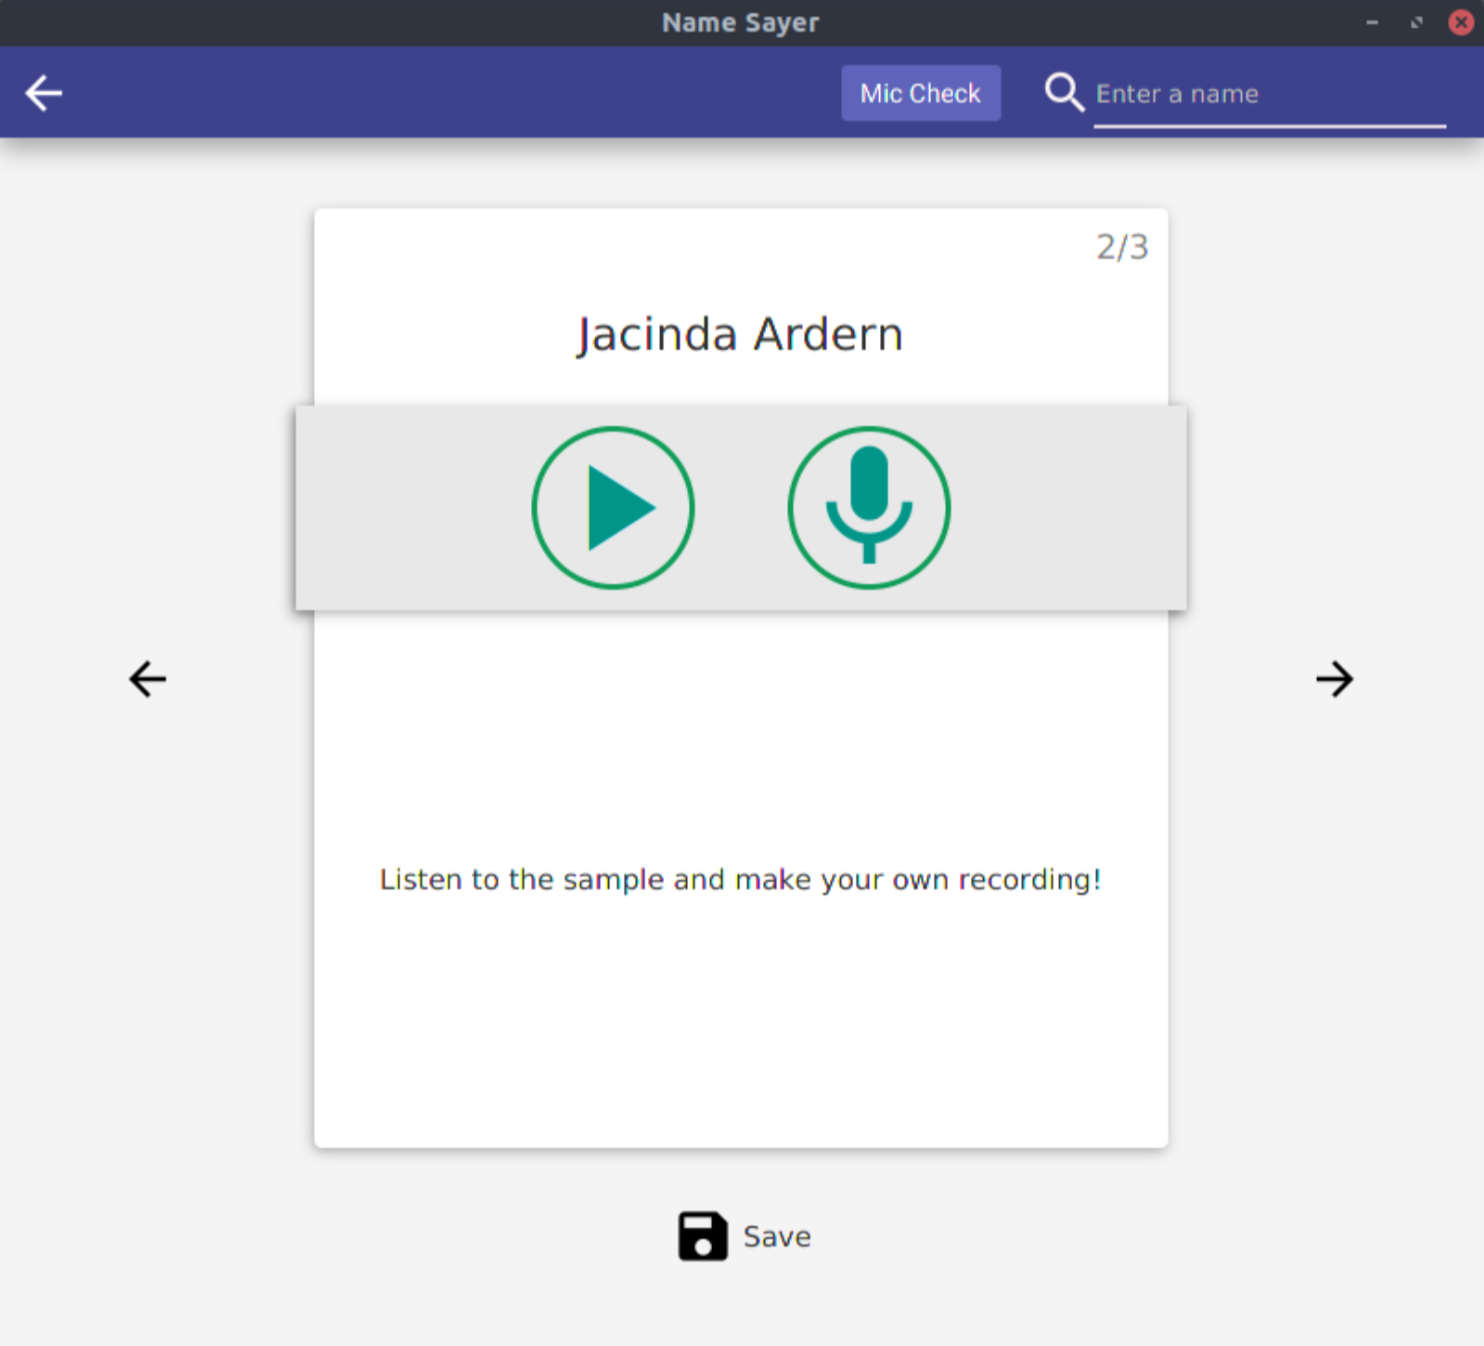 Name Sayer
Mic Check
Enter a name
2/3
Jacinda Ardern
Listen to the sample and make your own recording!
Save